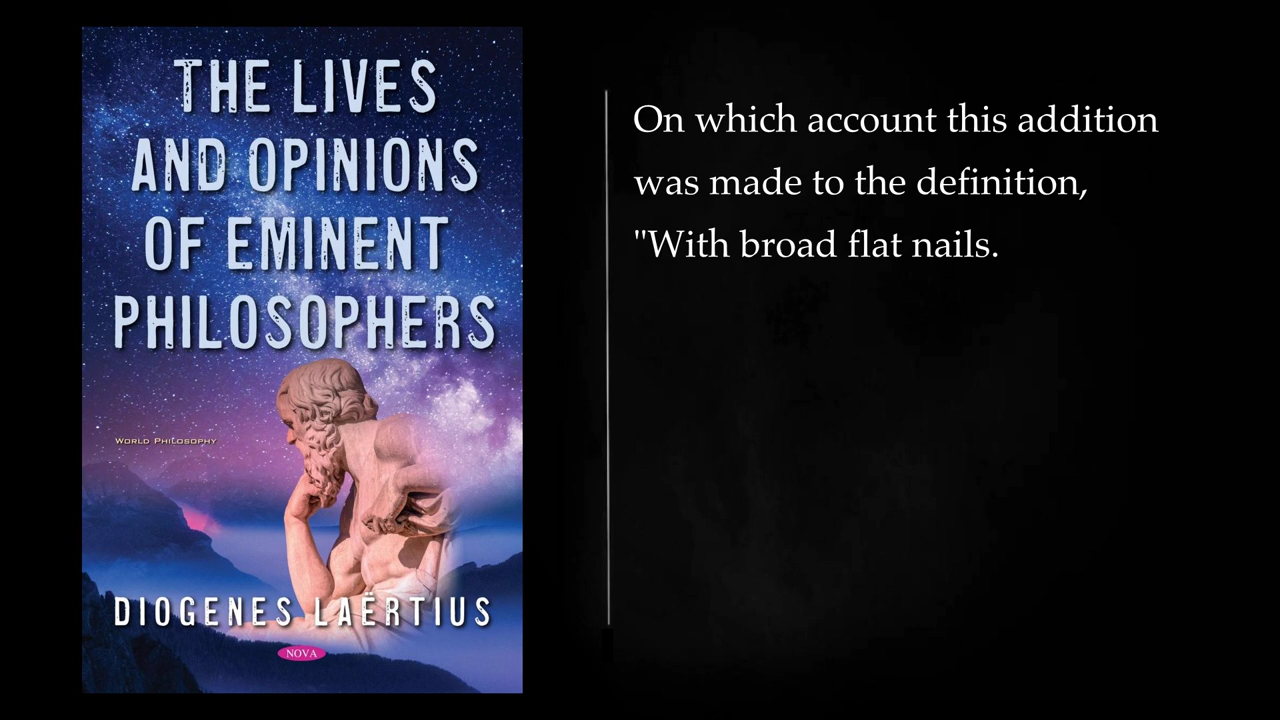 THE LIVES
AND OPINIONS
OF EMINENT
PHILOSOPHERS
WORLD PHILOSOPHY
DIOGENES LAËRTIUS
NOVA
On which account this addition
was made to the definition,
"With broad flat nails.